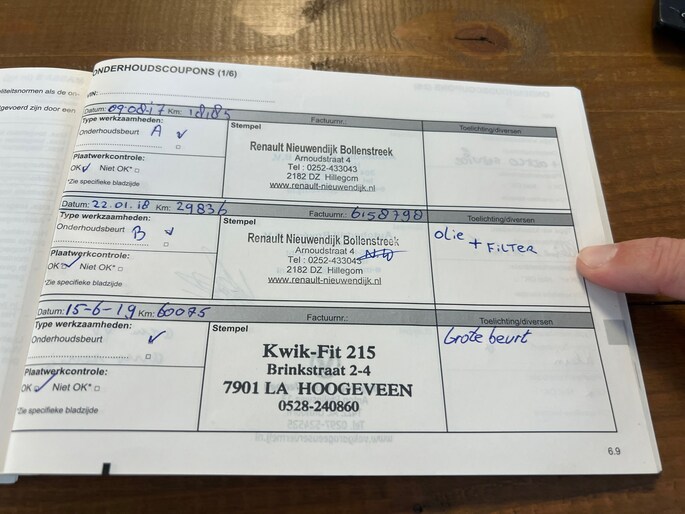 ONDERHOUDSCOUPONS (1/6)
VIN:
Datum: 09.08.17 Km: 18.185 Factuurnr.: Toelichting/diversen
Type werkzaamheden:
Onderhoudsbeurt A ✓
Stempel
Renault Nieuwendijk Bollenstreek
Arnoudstraat 4
Tel : 0252-433043
2182 DZ Hillegom
www.renault-nieuwendijk.nl
Plaatwerkcontrole:
OK ✓ Niet OK* □
*Zie specifieke bladzijde
Datum: 22.01.18 Km: 29836 Factuurnr.: 6158798 Toelichting/diversen
Type werkzaamheden:
Onderhoudsbeurt B ✓
Stempel
Renault Nieuwendijk Bollenstreek
Arnoudstraat 4
Tel : 0252-433043
2182 DZ Hillegom
www.renault-nieuwendijk.nl
olie + FILTER
Plaatwerkcontrole:
OK ✓ Niet OK* □
*Zie specifieke bladzijde
Datum: 15-6-19 Km: 60075 Factuurnr.: Toelichting/diversen
Type werkzaamheden:
Onderhoudsbeurt ✓
Stempel
Kwik-Fit 215
Brinkstraat 2-4
7901 LA HOOGEVEEN
0528-240860
Grote beurt
Plaatwerkcontrole:
OK ✓ Niet OK* □
*Zie specifieke bladzijde
6.9